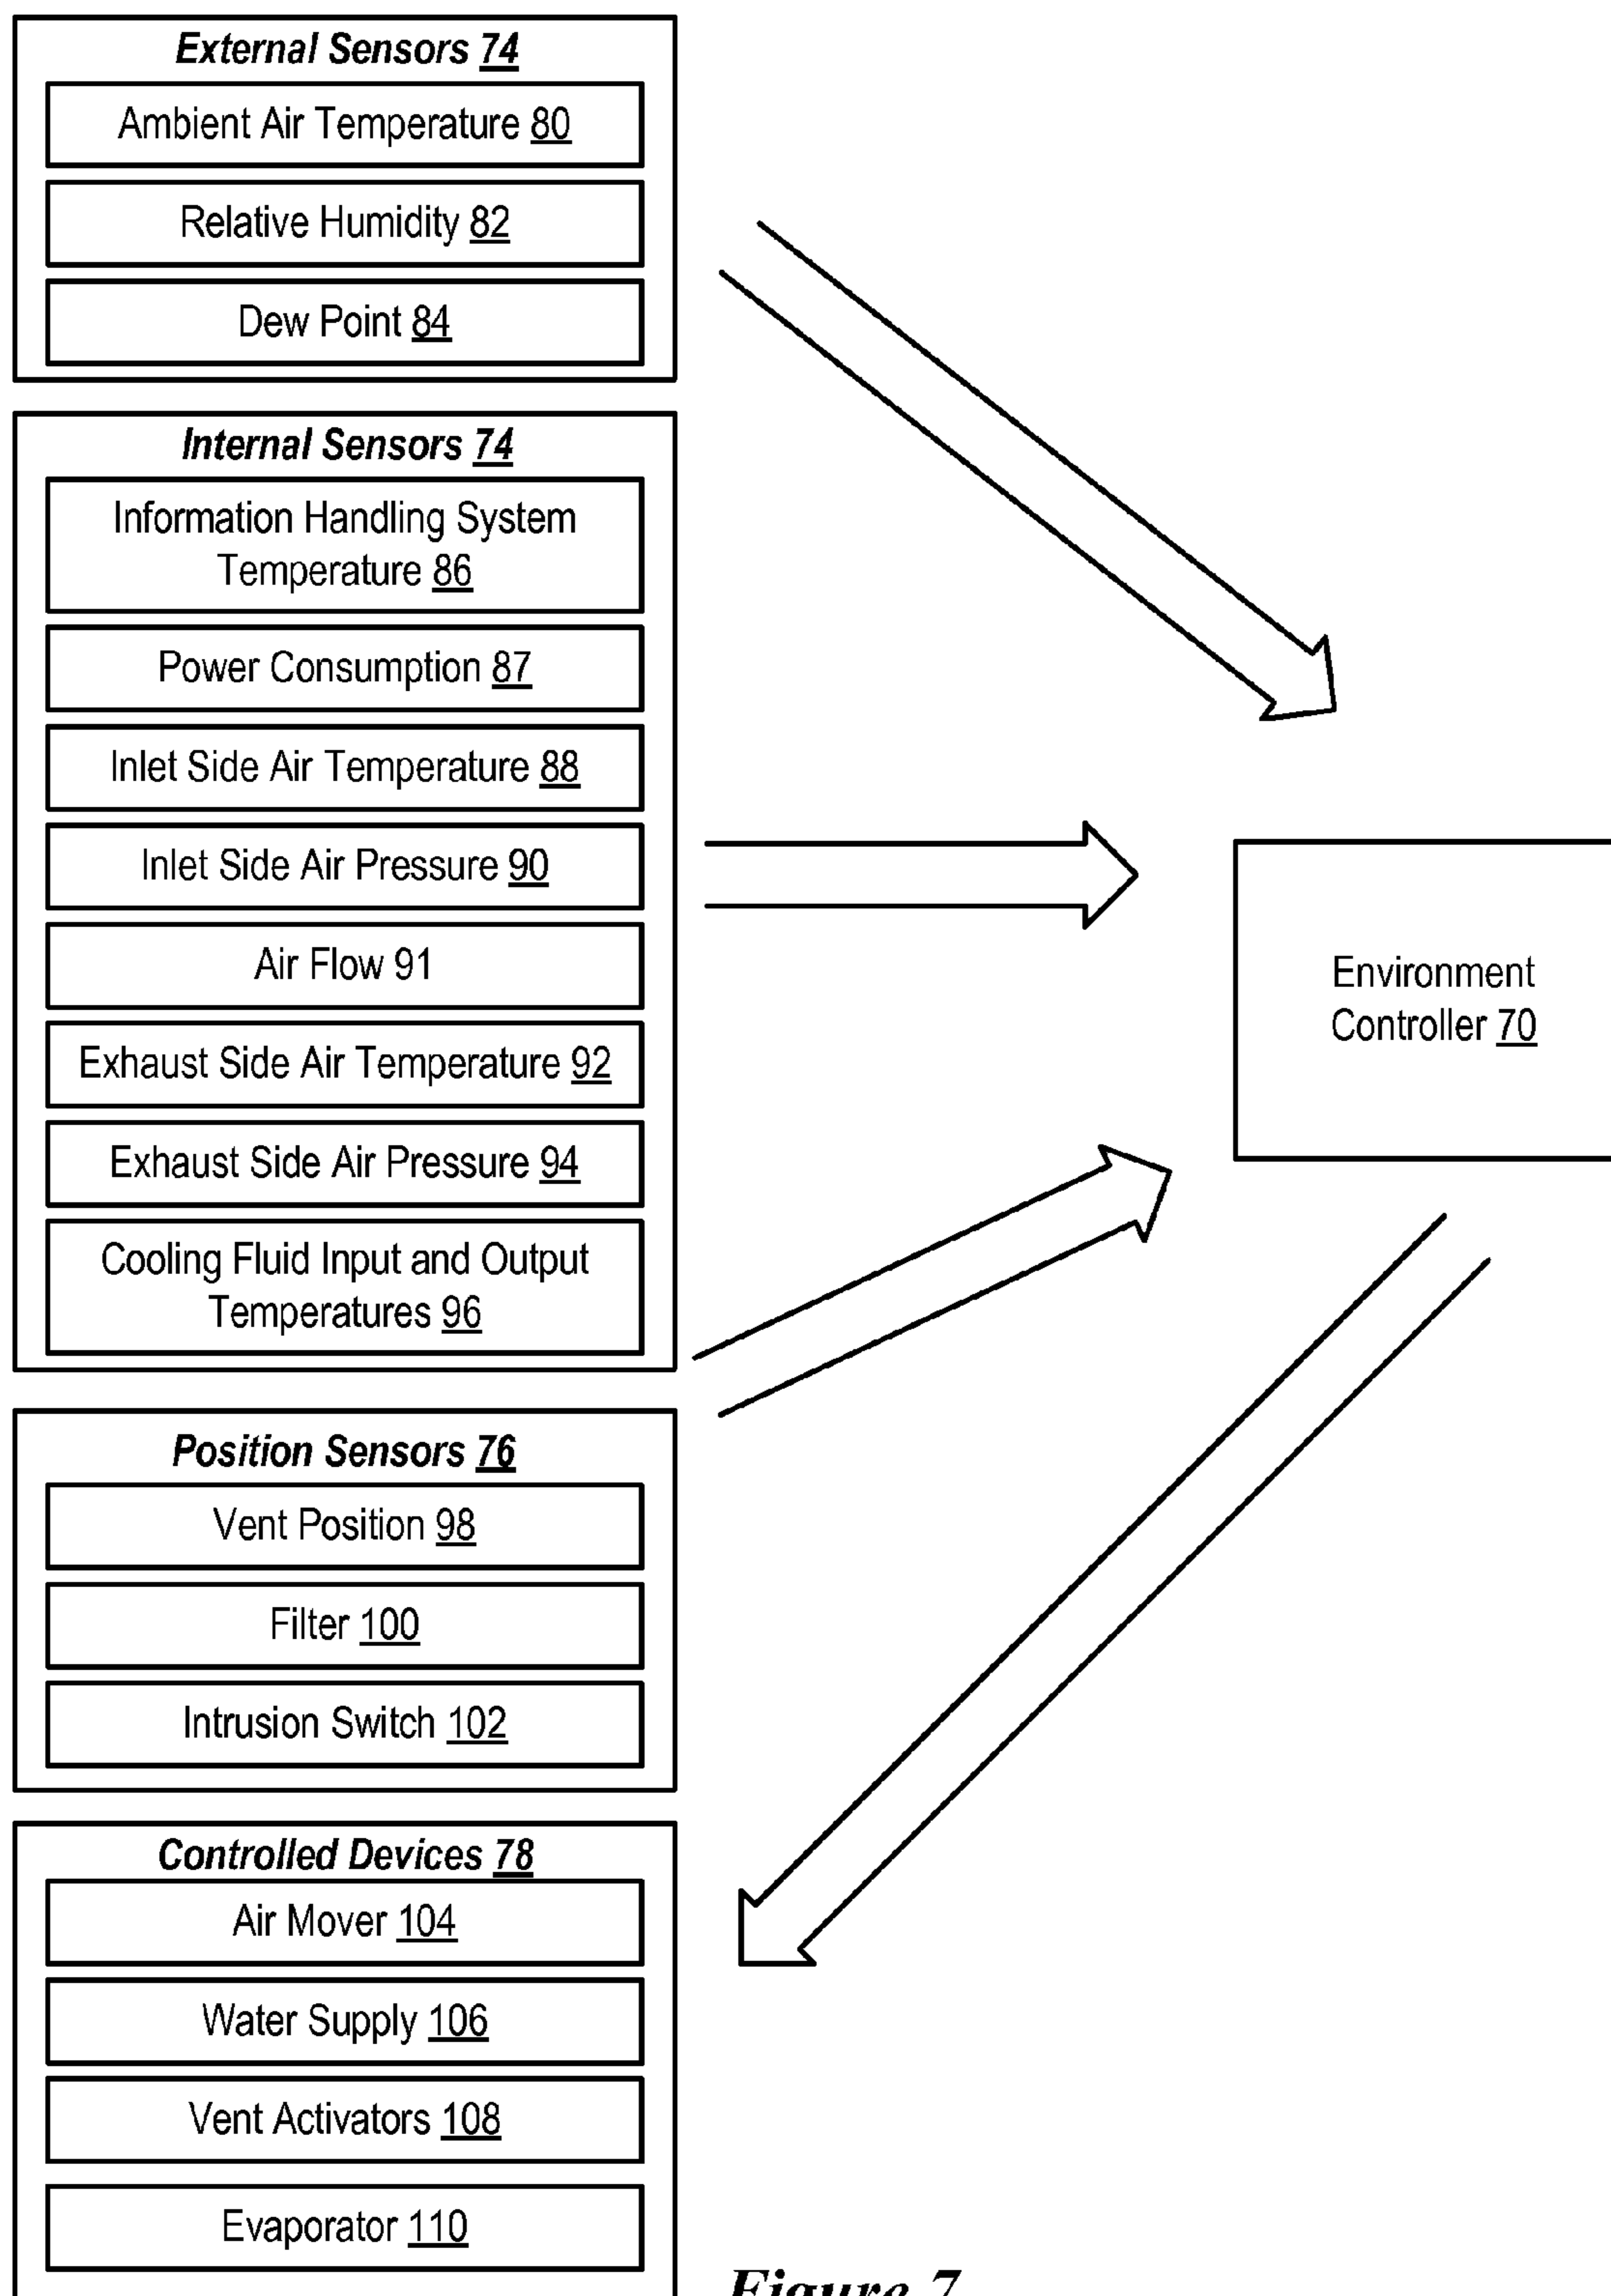 External Sensors 74
Ambient Air Temperature 80
Relative Humidity 82
Dew Point 84
Internal Sensors 74
Information Handling System
Temperature 86
Power Consumption 87
Inlet Side Air Temperature 88
Inlet Side Air Pressure 90
Air Flow 91
Exhaust Side Air Temperature 92
Exhaust Side Air Pressure 94
Cooling Fluid Input and Output
Temperatures 96
Position Sensors 76
Vent Position 98
Filter 100
Intrusion Switch 102
Controlled Devices 78
Air Mover 104
Water Supply 106
Vent Activators 108
Evaporator 110
Environment
Controller 70
Figure 7